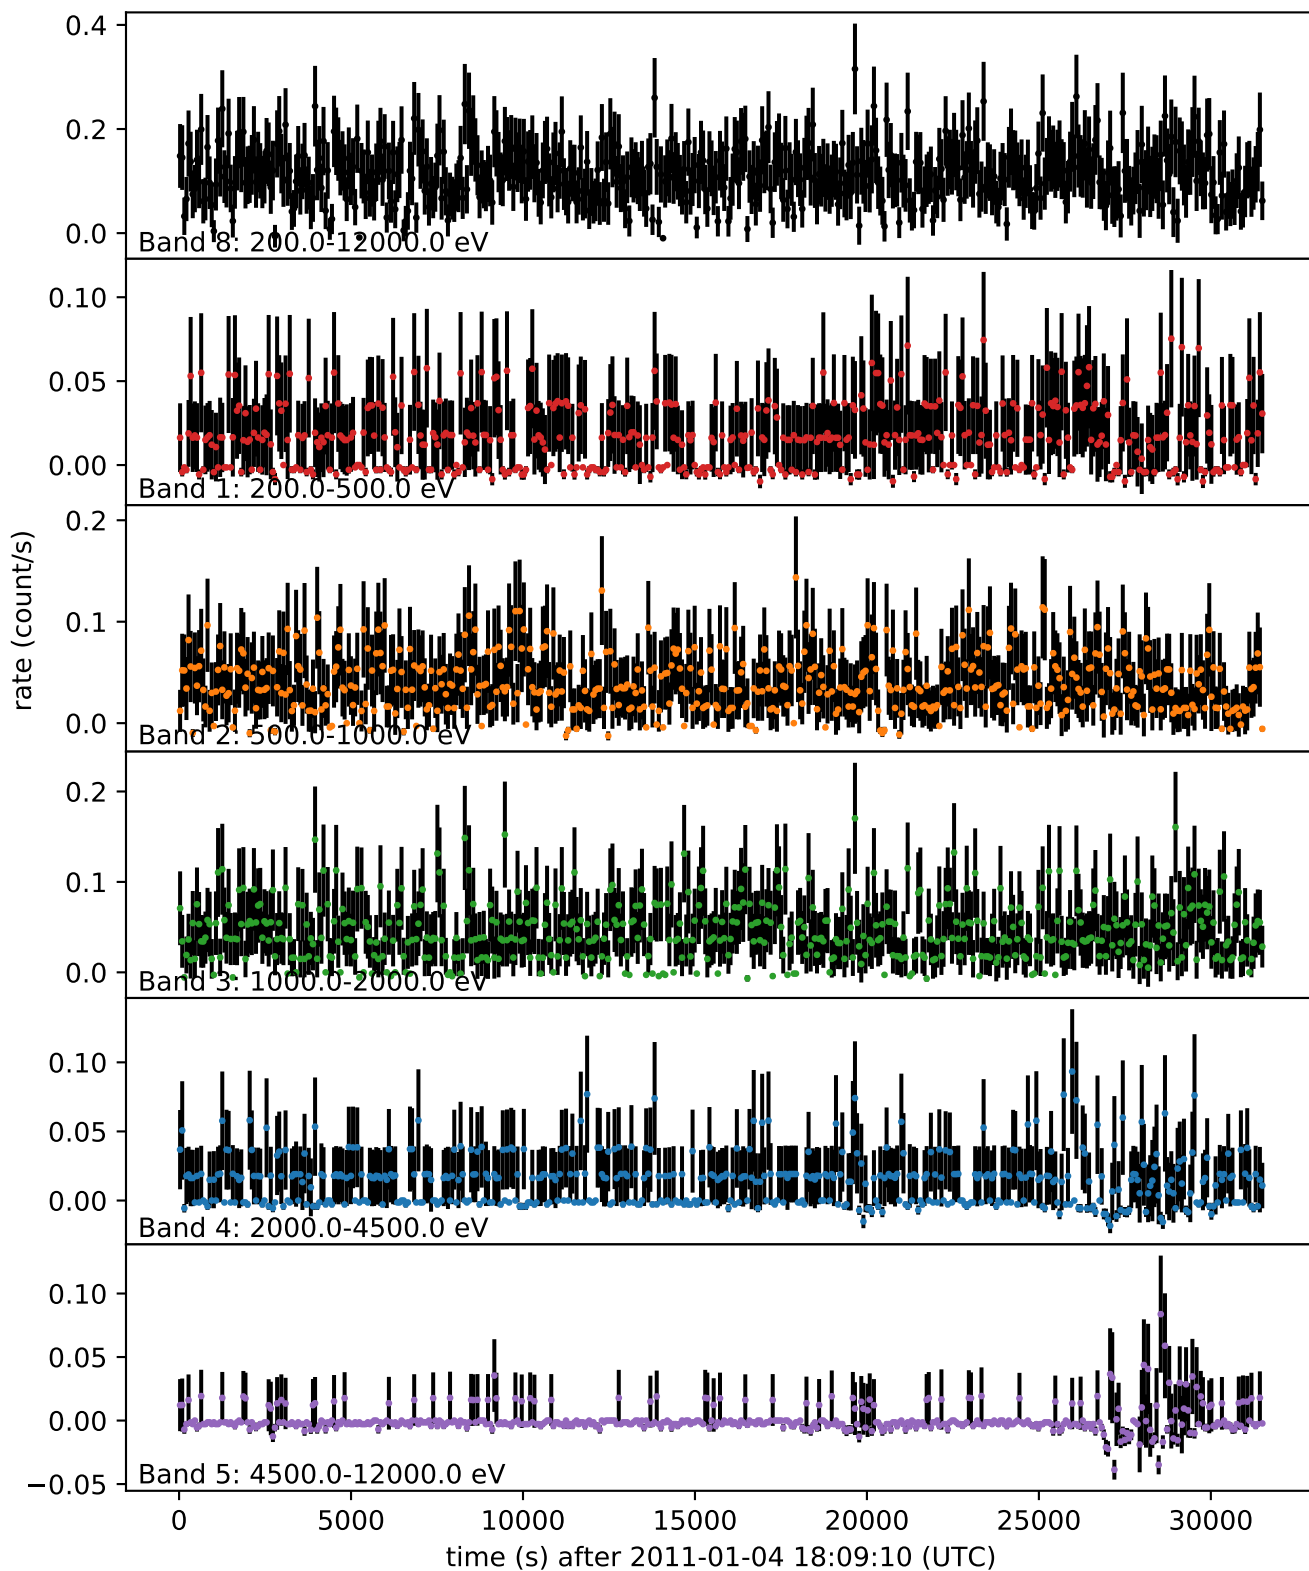 0.4
0.2
0.0
Band 8: 200.0-12000.0 eV
0.10
0.05
0.00
Band 1: 200.0-500.0 eV
0.2
0.1
0.0
Band 2: 500.0-1000.0 eV
rate (count/s)
0.2
0.1
0.0
Band 3: 1000.0-2000.0 eV
0.10
0.05
0.00
Band 4: 2000.0-4500.0 eV
0.10
0.05
0.00
−0.05
Band 5: 4500.0-12000.0 eV
0 5000 10000 15000 20000 25000 30000
time (s) after 2011-01-04 18:09:10 (UTC)